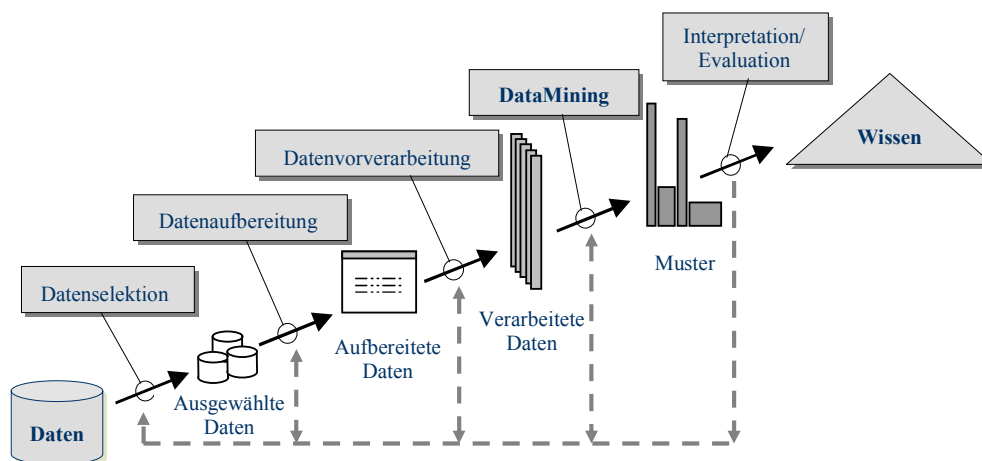 Interpretation/
Evaluation
DataMining
Wissen
Datenvorverarbeitung
Datenaufbereitung
Muster
Datenselektion
Verarbeitete
Daten
Aufbereitete
Daten
Ausgewählte
Daten
Daten